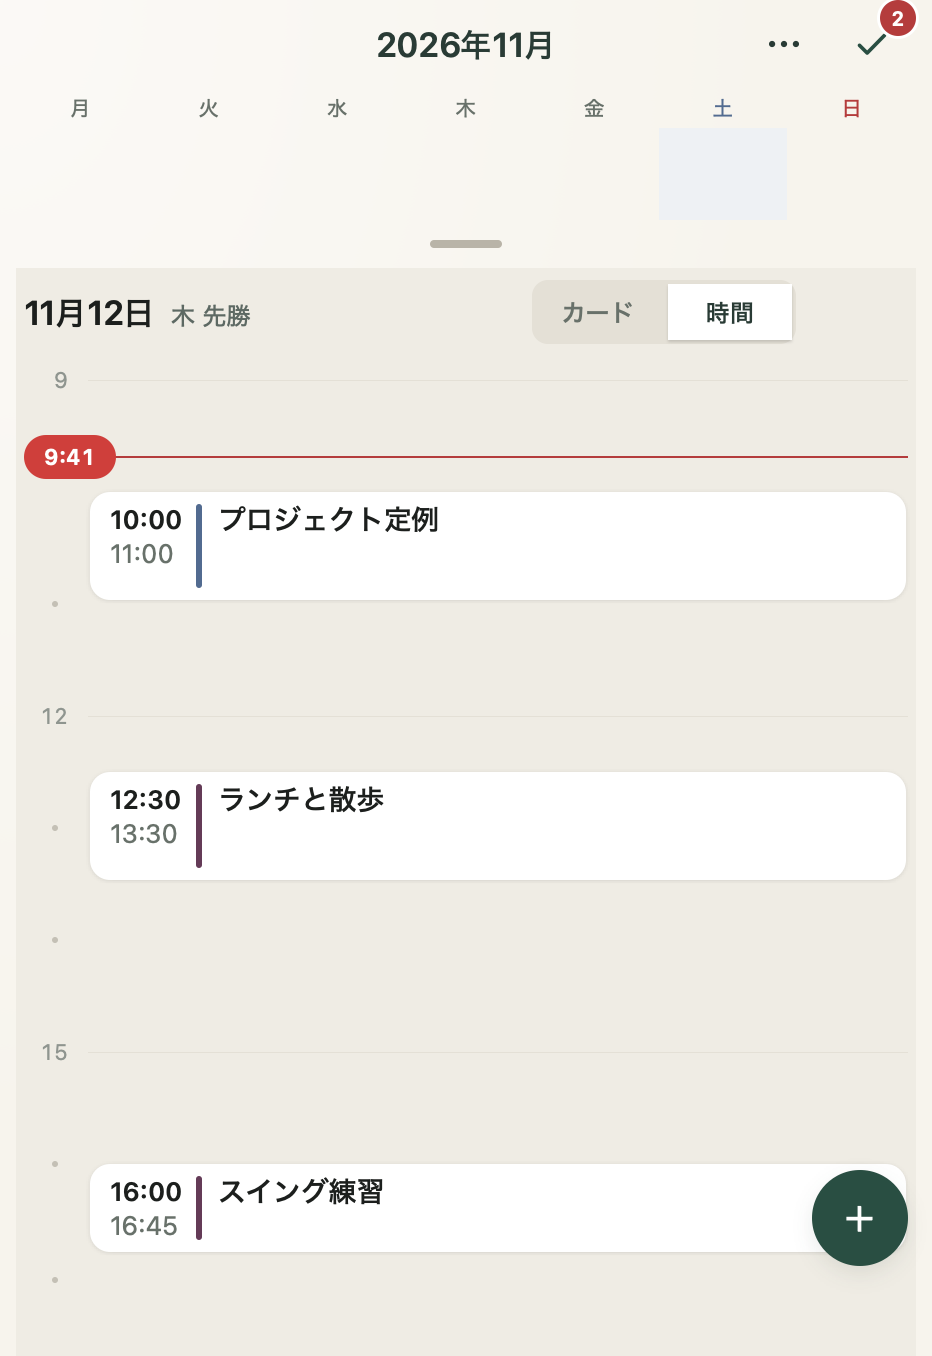 2026年11月
2
月 火 水 木 金 土 日
11月12日 木 先勝
カード 時間
9
9:41
10:00 プロジェクト定例
11:00
12
12:30 ランチと散歩
13:30
15
16:00 スイング練習
16:45